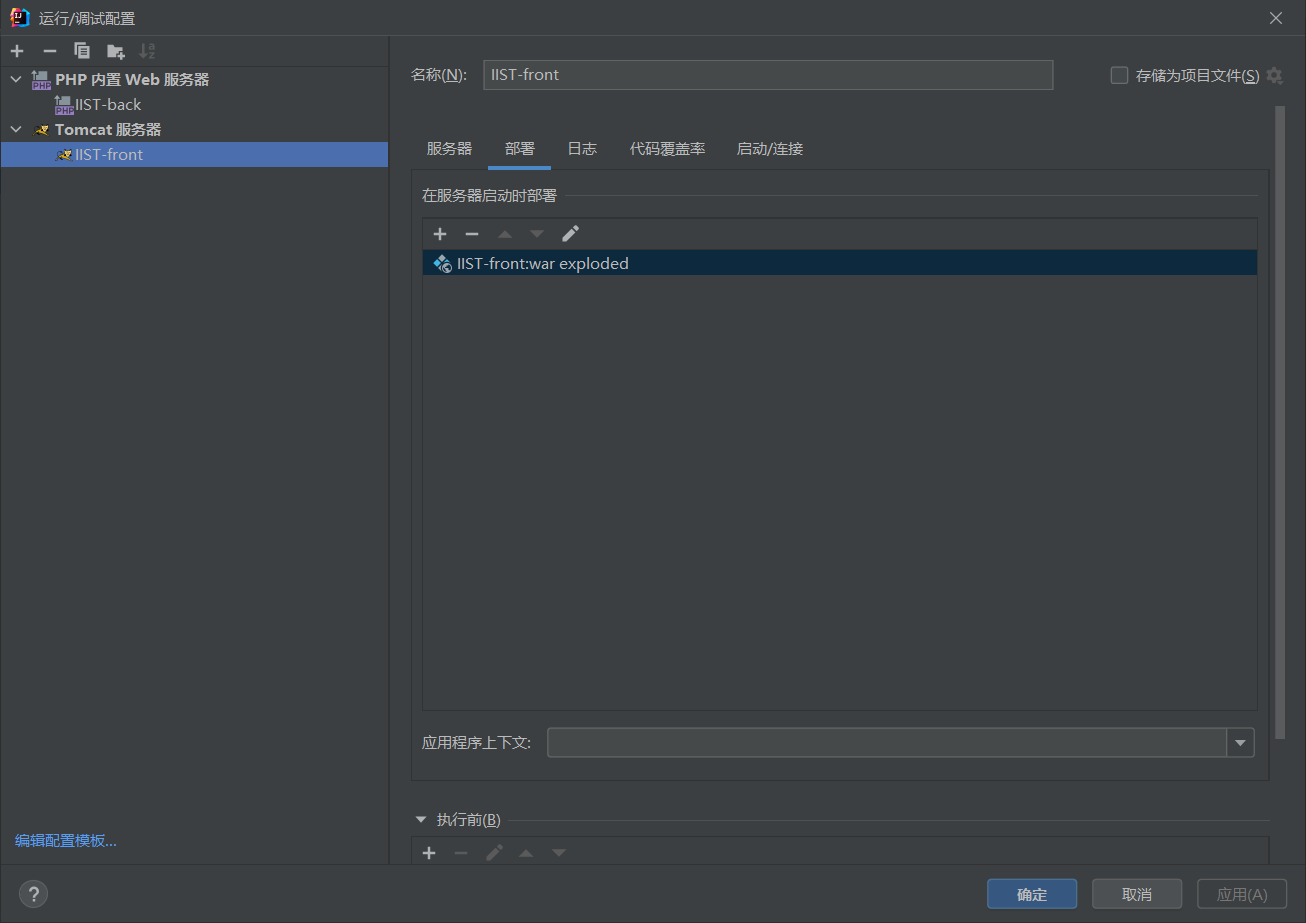 运行/调试配置
PHP 内置 Web 服务器
IIST-back
Tomcat 服务器
IIST-front
编辑配置模板...
名称(N):
IIST-front
存储为项目文件(S)
服务器 部署 日志 代码覆盖率 启动/连接
在服务器启动时部署
IIST-front:war exploded
应用程序上下文:
执行前(B)
?
确定 取消 应用(A)